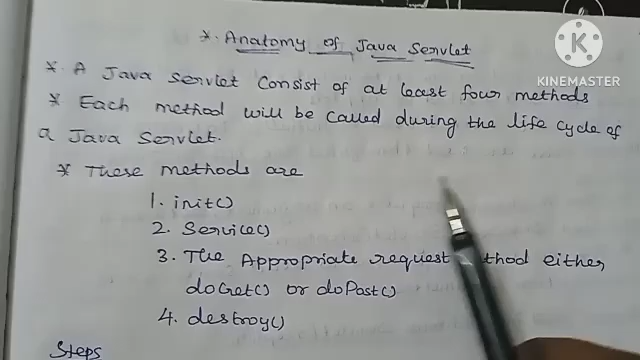 * Anatomy of Java Servlet
* A Java Servlet Consist of at least four methods
* Each method will be called during the life cycle of
a Java Servlet.
* These methods are
1. init()
2. Service()
3. The Appropriate request method either
doGet() or doPost()
4. destroy()
Steps
KINEMASTER